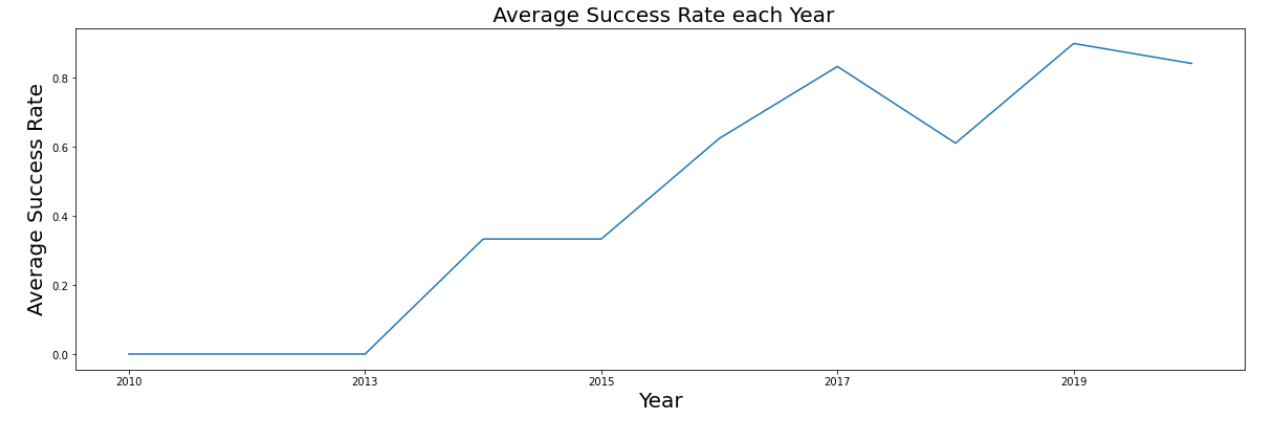 Average Success Rate each Year
Average Success Rate
0.8
0.6
0.4
0.2
0.0
2010 2013 2015 2017 2019
Year